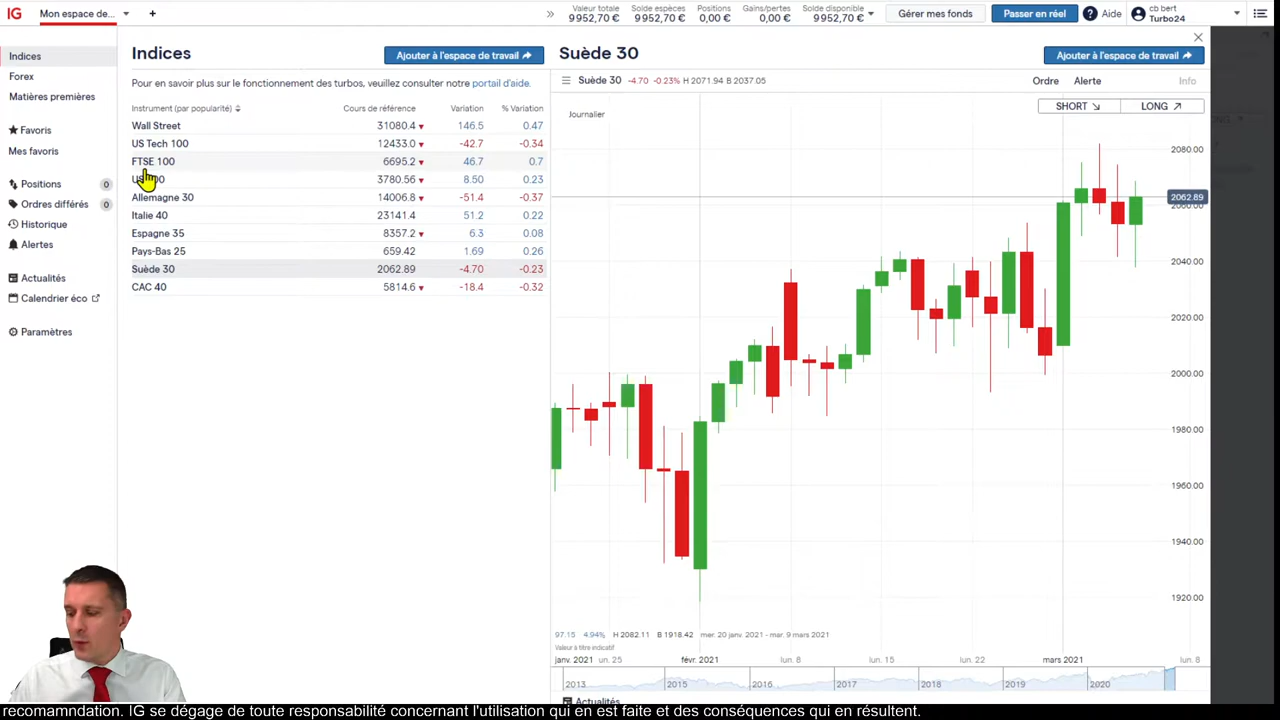 IG Mon espace de... + » Valeur totale 9952,70 € Solde espèces 9952,70 € Positions 0,00 € Gains/pertes 0,00 € Solde disponible 9952,70 € Gérer mes fonds Passer en réel Aide cb bert Turbo24
Indices
Forex
Matières premières
Favoris
Mes favoris
Positions 0
Ordres différés 0
Historique
Alertes
Actualités
Calendrier éco
Paramètres
Indices Ajouter à l'espace de travail
Pour en savoir plus sur le fonctionnement des turbos, veuillez consulter notre portail d'aide.
Instrument (par popularité) Cours de référence Variation % Variation
Wall Street 31080.4 146.5 0.47
US Tech 100 12433.0 -42.7 -0.34
FTSE 100 6695.2 46.7 0.7
3780.56 8.50 0.23
Allemagne 30 14006.8 -51.4 -0.37
Italie 40 23141.4 51.2 0.22
Espagne 35 8357.2 6.3 0.08
Pays-Bas 25 659.42 1.69 0.26
Suède 30 2062.89 -4.70 -0.23
CAC 40 5814.6 -18.4 -0.32
Suède 30 Ajouter à l'espace de travail
Suède 30 -4.70 -0.23% H 2071.94 B 2037.05 Ordre Alerte Info
SHORT LONG
Journalier
2080.00
2062.89
2060.00
2040.00
2020.00
2000.00
1980.00
1960.00
1940.00
1920.00
97.15 4.94% H 2082.11 B 1918.42 mer. 20 janv. 2021 - mar. 9 mars 2021
Valeur à titre indicatif
janv. 2021 un. 25 févr. 2021 lun. 8 lun. 15 lun. 22 mars 2021 lun. 8
2013 2015 2016 2017 2018 2019 2020
Actualités
recomamndation. IG se dégage de toute responsabilité concernant l'utilisation qui en est faite et des conséquences qui en résultent.